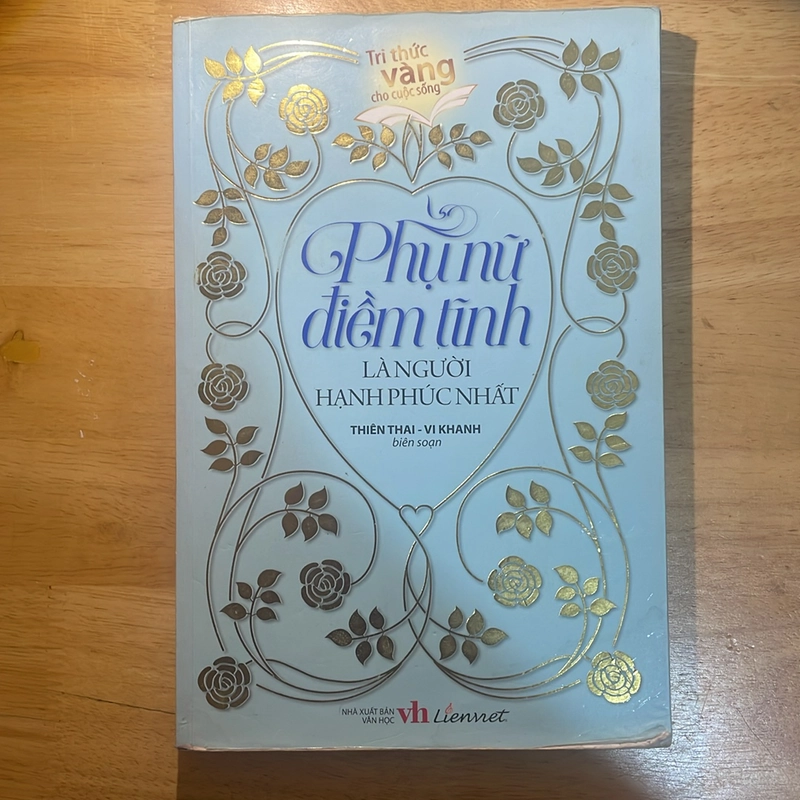 Tri thức
vàng
cho cuộc sống
Phụ nữ
điềm tĩnh
LÀ NGƯỜI
HẠNH PHÚC NHẤT
THIÊN THAI - VI KHANH
biên soạn
NHÀ XUẤT BẢN
VĂN HỌC
vh Lienviet